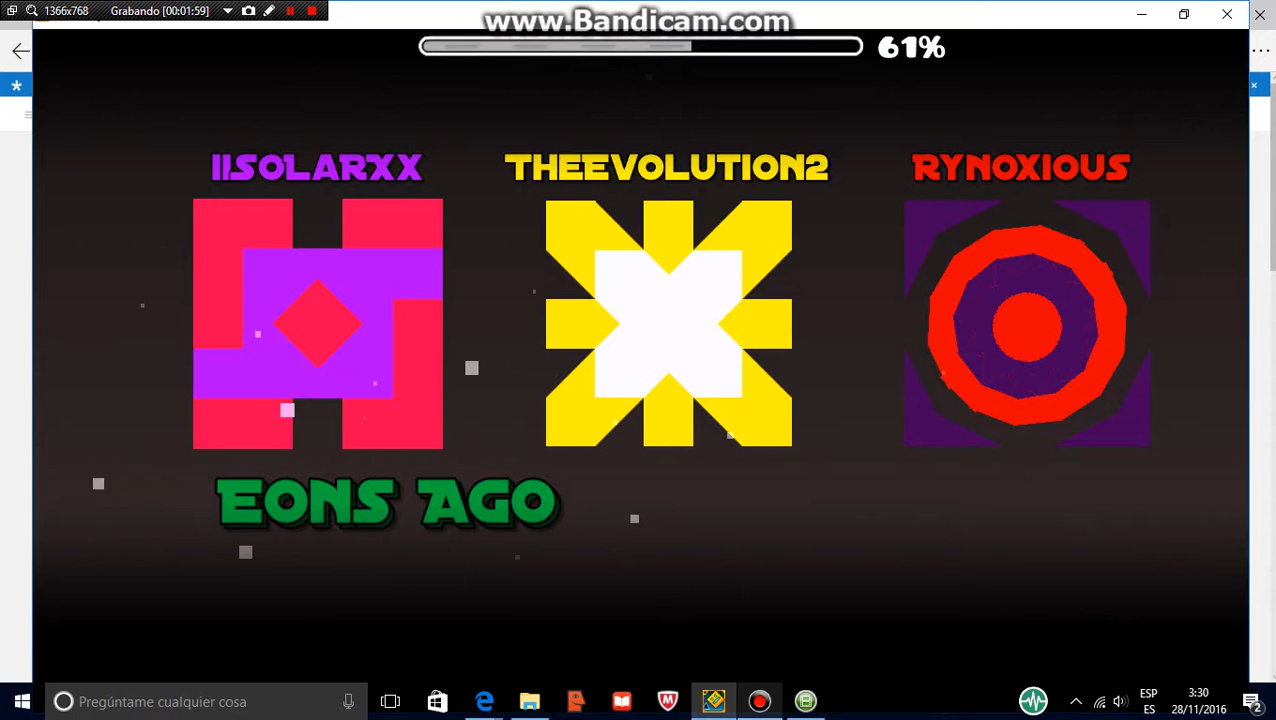 1366x768 Grabando [00:01:59]
www.Bandicam.com
61%
IISOLARXX THEEVOLUTION2 RYNOXIOUS
EONS AGO
Pregúntame cualquier cosa
ESP 3:30
ES 28/11/2016 2